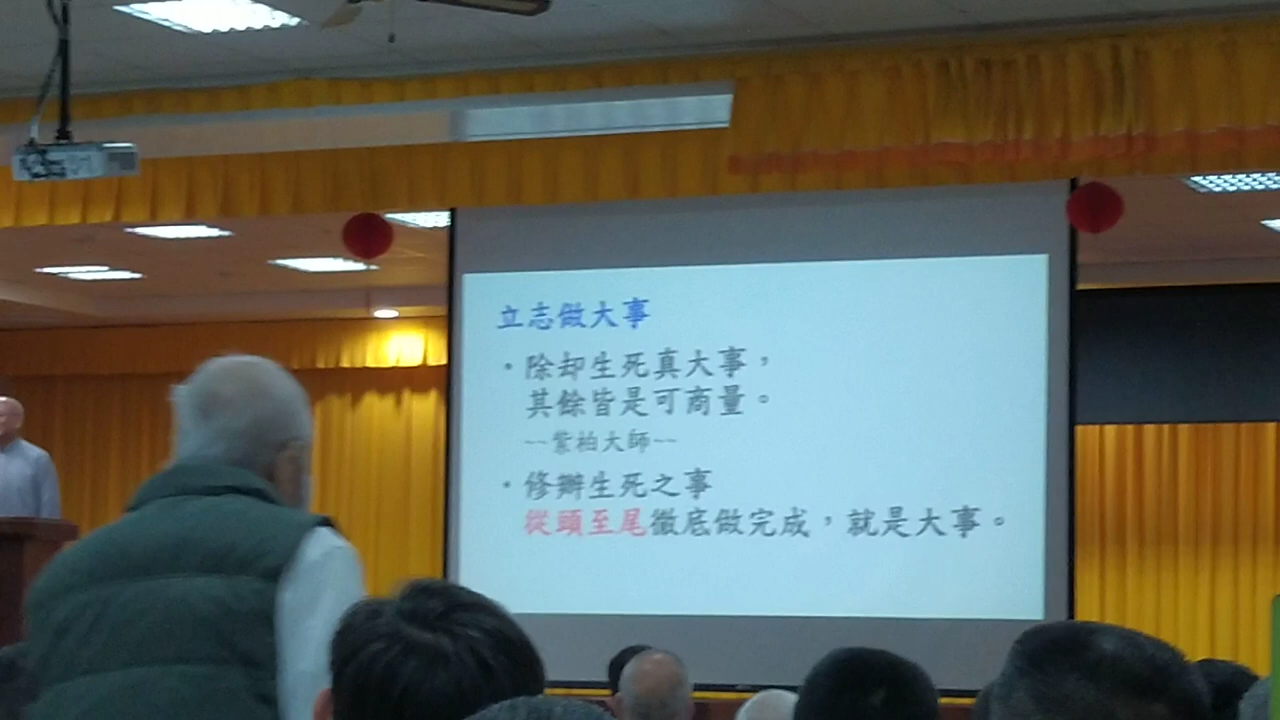 立志做大事
•除却生死真大事，
其餘皆是可商量。
~~紫柏大師~~
•修辦生死之事
從頭至尾徹底做完成，就是大事。